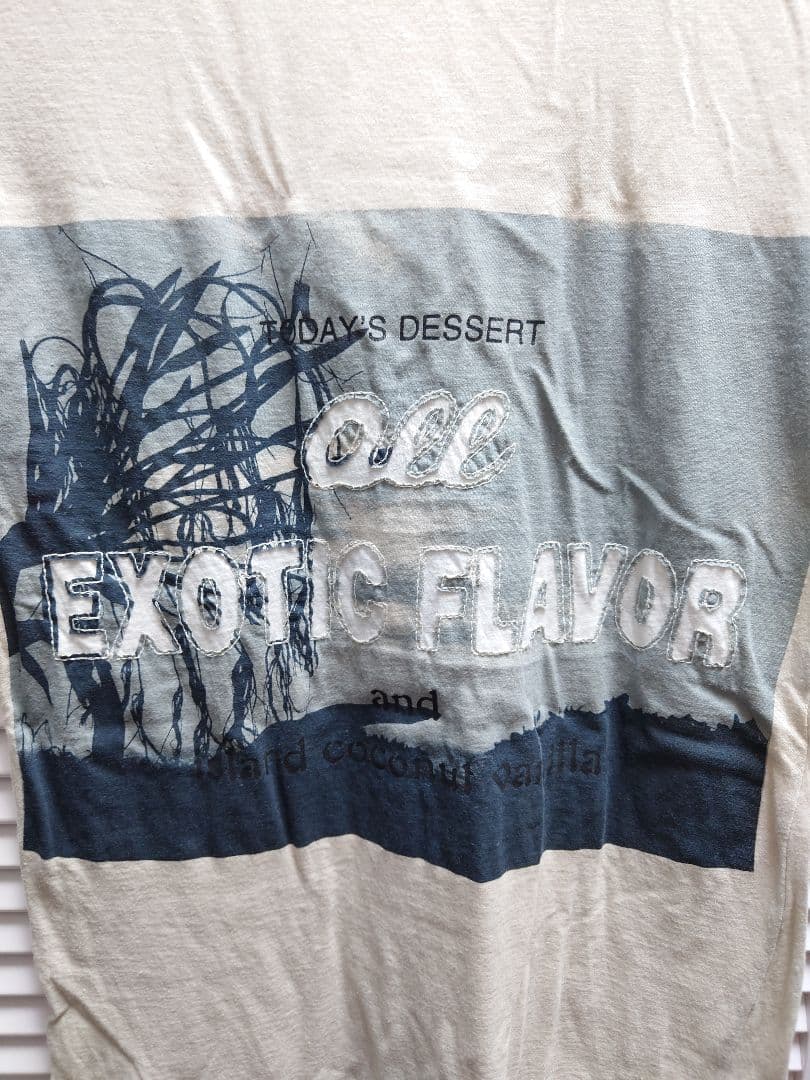 TODAY'S DESSERT
all
EXOTIC FLAVOR
and
island coconut vanilla